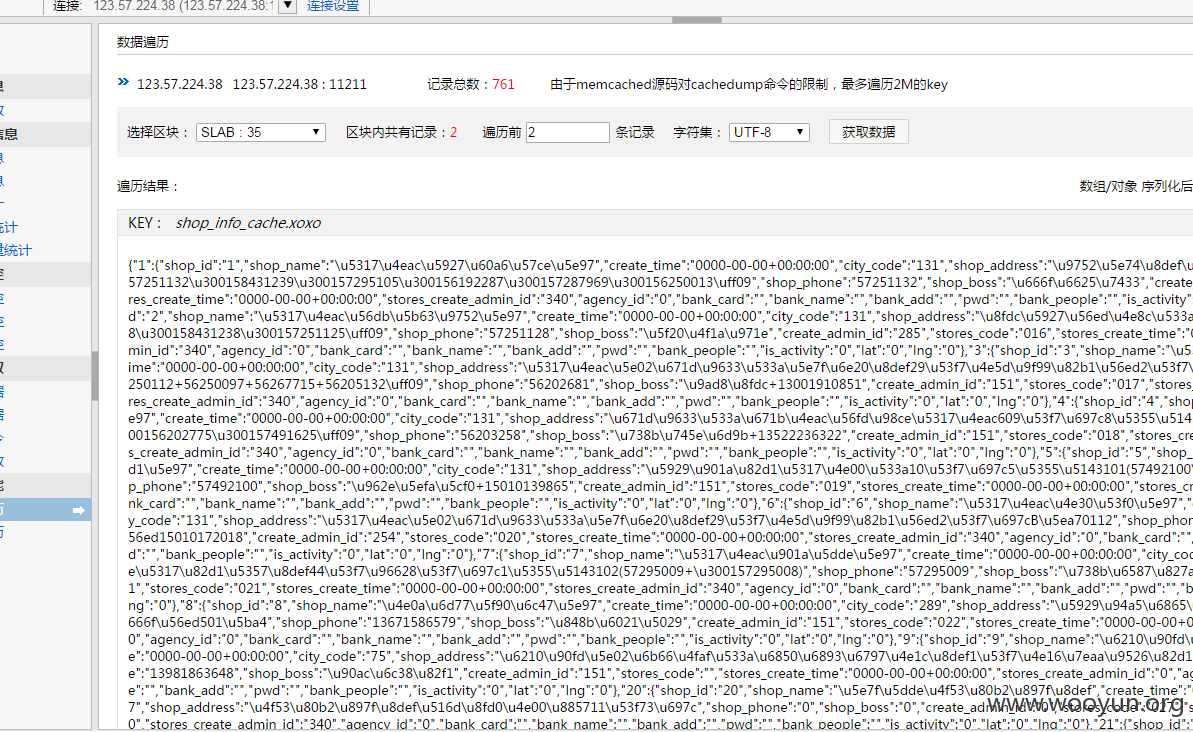 连接: 123.57.224.38 (123.57.224.38:1 ▼ 连接设置
数据遍历
123.57.224.38 123.57.224.38 : 11211 记录总数：761 由于memcached源码对cachedump命令的限制，最多遍历2M的key
选择区块： SLAB : 35 区块内共有记录：2 遍历前 2 条记录 字符集： UTF-8 获取数据
遍历结果： 数组/对象 序列化后
KEY： shop_info_cache.xoxo
{"1":{"shop_id":"1","shop_name":"\u5317\u4eac\u5927\u60a6\u57ce\u5e97","create_time":"0000-00-00+00:00:00","city_code":"131","shop_address":"\u9752\u5e74\u8def\u
57251132\u300158431239\u300157295105\u300156192287\u300157287969\u300156250013\uff09","shop_phone":"57251132","shop_boss":"\u666f\u6625\u7433","create
res_create_time":"0000-00-00+00:00:00","stores_create_admin_id":"340","agency_id":"0","bank_card":"","bank_name":"","bank_add":"","pwd":"","bank_people":"","is_activity"
d":"2","shop_name":"\u5317\u4eac\u56db\u5b63\u9752\u5e97","create_time":"0000-00-00+00:00:00","city_code":"131","shop_address":"\u8fdc\u5927\u56ed\u4e8c\u533a
8\u300158431238\u300157251125\uff09","shop_phone":"57251128","shop_boss":"\u5f20\u4f1a\u971e","create_admin_id":"285","stores_code":"016","stores_create_time":"0
min_id":"340","agency_id":"0","bank_card":"","bank_name":"","bank_add":"","pwd":"","bank_people":"","is_activity":"0","lat":"0","lng":"0"},"3":{"shop_id":"3","shop_name":"\u5
ime":"0000-00-00+00:00:00","city_code":"131","shop_address":"\u5317\u4eac\u5e02\u671d\u9633\u533a\u5e7f\u6e20\u8def29\u53f7\u4e5d\u9f99\u82b1\u56ed2\u53f7
250112+56250097+56267715+56205132\uff09","shop_phone":"56202681","shop_boss":"\u9ad8\u8fdc+13001910851","create_admin_id":"151","stores_code":"017","stores_
res_create_admin_id":"340","agency_id":"0","bank_card":"","bank_name":"","bank_add":"","pwd":"","bank_people":"","is_activity":"0","lat":"0","lng":"0"},"4":{"shop_id":"4","shop_
e97","create_time":"0000-00-00+00:00:00","city_code":"131","shop_address":"\u671d\u9633\u533a\u671b\u4eac\u56fd\u98ce\u5317\u4eac609\u53f7\u697c8\u5355\u514
00156202775\u300157491625\uff09","shop_phone":"56203258","shop_boss":"\u738b\u745e\u6d9b+13522236322","create_admin_id":"151","stores_code":"018","stores_cre
s_create_admin_id":"340","agency_id":"0","bank_card":"","bank_name":"","bank_add":"","pwd":"","bank_people":"","is_activity":"0","lat":"0","lng":"0"},"5":{"shop_id":"5","shop_
d1\u5e97","create_time":"0000-00-00+00:00:00","city_code":"131","shop_address":"\u5929\u901a\u82d1\u5317\u4e00\u533a10\u53f7\u697c5\u5355\u5143101(57492100
p_phone":"57492100","shop_boss":"\u962e\u5efa\u5cf0+15010139865","create_admin_id":"151","stores_code":"019","stores_create_time":"0000-00-00+00:00:00","stores_cr
nk_card":"","bank_name":"","bank_add":"","pwd":"","bank_people":"","is_activity":"0","lat":"0","lng":"0"},"6":{"shop_id":"6","shop_name":"\u5317\u4eac\u4e30\u53f0\u5e97","
y_code":"131","shop_address":"\u5317\u4eac\u5e02\u671d\u9633\u533a\u5e7f\u6e20\u8def29\u53f7\u4e5d\u9f99\u82b1\u56ed2\u53f7\u697cB\u5ea70112","shop_phon
56ed15010172018","create_admin_id":"254","stores_code":"020","stores_create_time":"0000-00-00+00:00:00","stores_create_admin_id":"340","agency_id":"0","bank_card":"",
d":"","bank_people":"","is_activity":"0","lat":"0","lng":"0"},"7":{"shop_id":"7","shop_name":"\u5317\u4eac\u901a\u5dde\u5e97","create_time":"0000-00-00+00:00:00","city_cod
e\u5317\u82d1\u5357\u8def44\u53f7\u96628\u53f7\u697c1\u5355\u5143102(57295009+\u300157295008)","shop_phone":"57295009","shop_boss":"\u738b\u6587\u827a
1","stores_code":"021","stores_create_time":"0000-00-00+00:00:00","stores_create_admin_id":"340","agency_id":"0","bank_card":"","bank_name":"","bank_add":"","pwd":"","b
ng":"0"},"8":{"shop_id":"8","shop_name":"\u4e0a\u6d77\u5f90\u6c47\u5e97","create_time":"0000-00-00+00:00:00","city_code":"289","shop_address":"\u5929\u94a5\u6865\
666f\u56ed501\u5ba4","shop_phone":"13671586579","shop_boss":"\u848b\u6021\u5029","create_admin_id":"151","stores_code":"022","stores_create_time":"0000-00-00+0
0","agency_id":"0","bank_card":"","bank_name":"","bank_add":"","pwd":"","bank_people":"","is_activity":"0","lat":"0","lng":"0"},"9":{"shop_id":"9","shop_name":"\u6210\u90fd\u
e":"0000-00-00+00:00:00","city_code":"75","shop_address":"\u6210\u90fd\u5e02\u6b66\u4faf\u533a\u6850\u6893\u6797\u4e1c\u8def1\u53f7\u4e16\u7eaa\u9526\u82d1
e":"13981863648","shop_boss":"\u90ac\u6c38\u82f1","create_admin_id":"151","stores_code":"","stores_create_time":"0000-00-00+00:00:00","stores_create_admin_id":"0","ag
e":"","bank_add":"","pwd":"","bank_people":"","is_activity":"0","lat":"0","lng":"0"},"20":{"shop_id":"20","shop_name":"\u5e7f\u5dde\u4f53\u80b2\u897f\u8def","create_time":"
7","shop_address":"\u4f53\u80b2\u897f\u8def\u516d\u8fd0\u4e00\u885711\u53f73\u697c","shop_phone":"0","shop_boss":"0","create_admin_id":"0","stores_code":"027","s
0","stores_create_admin_id":"340","agency_id":"0","bank_card":"","bank_name":"","bank_add":"","pwd":"","bank_people":"","is_activity":"0","lat":"0","lng":"0"},"21":{"shop_id"
www.wooyun.org